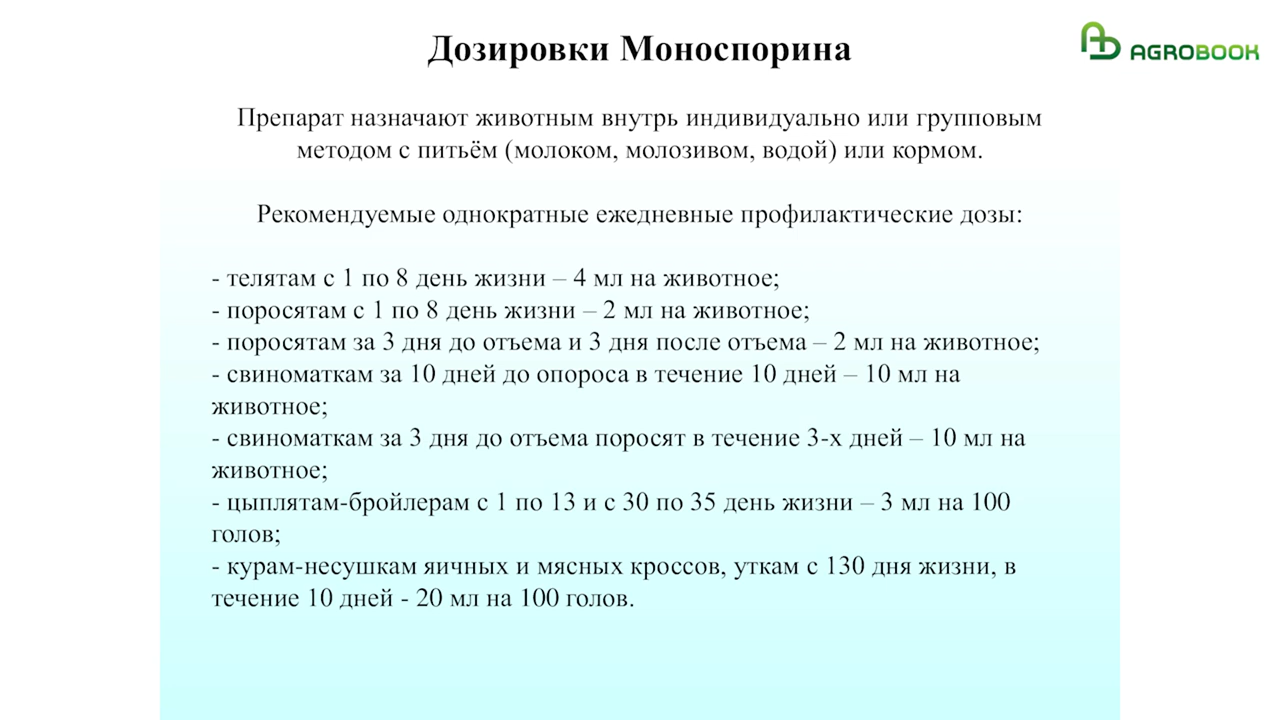 Дозировки Моноспорина
AGROBOOK
Препарат назначают животным внутрь индивидуально или групповым
методом с питьём (молоком, молозивом, водой) или кормом.
Рекомендуемые однократные ежедневные профилактические дозы:
- телятам с 1 по 8 день жизни – 4 мл на животное;
- поросятам с 1 по 8 день жизни – 2 мл на животное;
- поросятам за 3 дня до отъема и 3 дня после отъема – 2 мл на животное;
- свиноматкам за 10 дней до опороса в течение 10 дней – 10 мл на
животное;
- свиноматкам за 3 дня до отъема поросят в течение 3-х дней – 10 мл на
животное;
- цыплятам-бройлерам с 1 по 13 и с 30 по 35 день жизни – 3 мл на 100
голов;
- курам-несушкам яичных и мясных кроссов, уткам с 130 дня жизни, в
течение 10 дней - 20 мл на 100 голов.